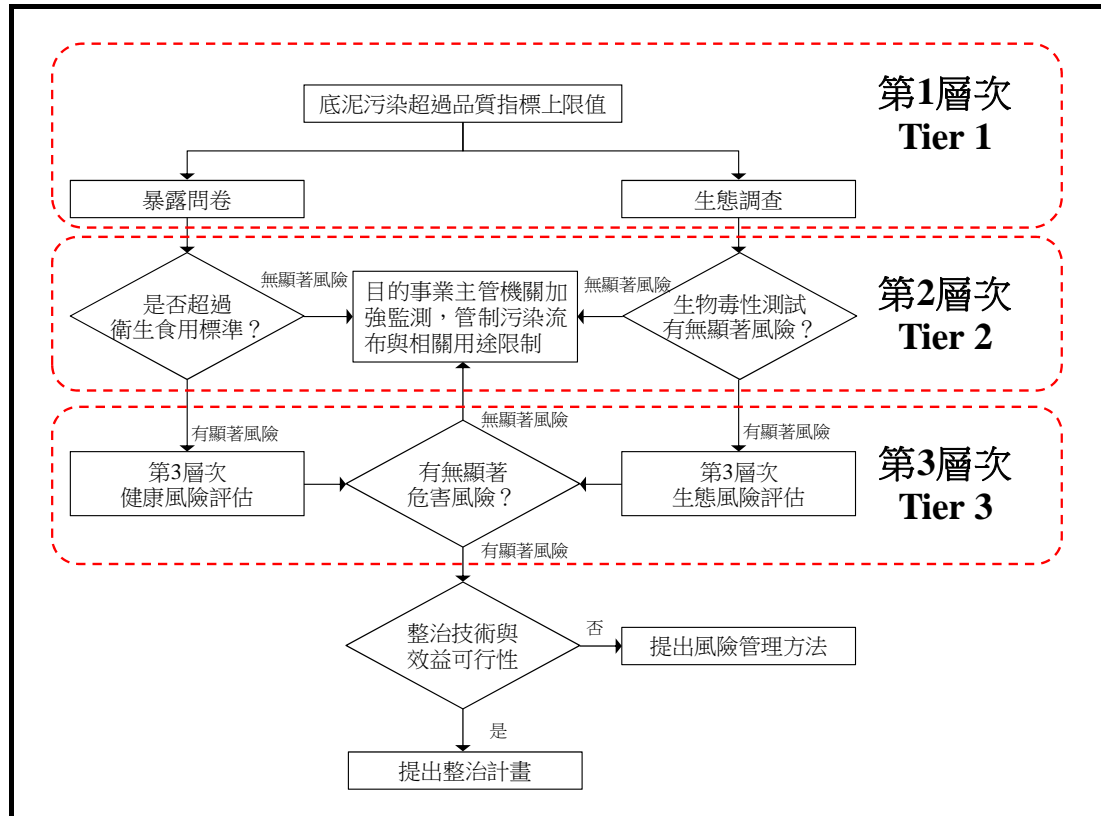 第1層次
Tier 1
底泥污染超過品質指標上限值
暴露問卷
生態調查
第2層次
Tier 2
是否超過
衛生食用標準？
無顯著風險
目的事業主管機關加
強監測，管制污染流
布與相關用途限制
無顯著風險
生物毒性測試
有無顯著風險？
有顯著風險
無顯著風險
有顯著風險
第3層次
Tier 3
第3層次
健康風險評估
有無顯著
危害風險？
第3層次
生態風險評估
有顯著風險
整治技術與
效益可行性
否
提出風險管理方法
是
提出整治計畫